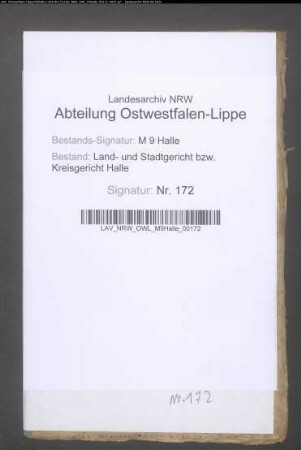 Landesarchiv NRW
Abteilung Ostwestfalen-Lippe
Bestands-Signatur: M 9 Halle
Bestand: Land- und Stadtgericht bzw.
Kreisgericht Halle
Signatur: Nr. 172
LAV_NRW_OWL_M9Halle_00172
Nr. 172